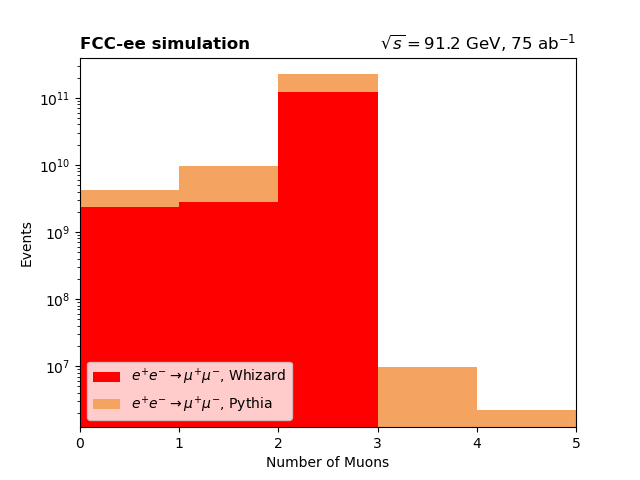 FCC-ee simulation
√s = 91.2 GeV, 75 ab⁻¹
Events
10¹¹
10¹⁰
10⁹
10⁸
10⁷
e⁺e⁻ → μ⁺μ⁻, Whizard
e⁺e⁻ → μ⁺μ⁻, Pythia
0 1 2 3 4 5
Number of Muons